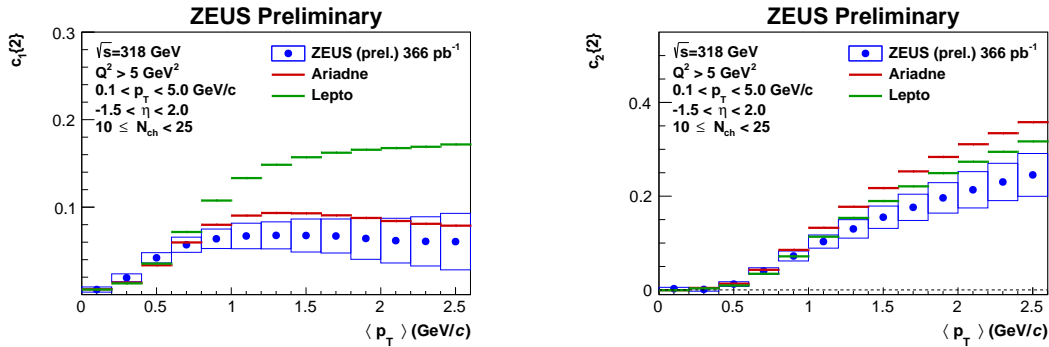 ZEUS Preliminary
c₁{2}
0.3
0.2
0.1
0
√s=318 GeV
Q² > 5 GeV²
0.1 < p_T < 5.0 GeV/c
-1.5 < η < 2.0
10 ≤ N_ch < 25
ZEUS (prel.) 366 pb⁻¹
Ariadne
Lepto
0 0.5 1 1.5 2 2.5
⟨ p_T ⟩ (GeV/c)
ZEUS Preliminary
c₂{2}
0.4
0.2
0
√s=318 GeV
Q² > 5 GeV²
0.1 < p_T < 5.0 GeV/c
-1.5 < η < 2.0
10 ≤ N_ch < 25
ZEUS (prel.) 366 pb⁻¹
Ariadne
Lepto
0 0.5 1 1.5 2 2.5
⟨ p_T ⟩ (GeV/c)